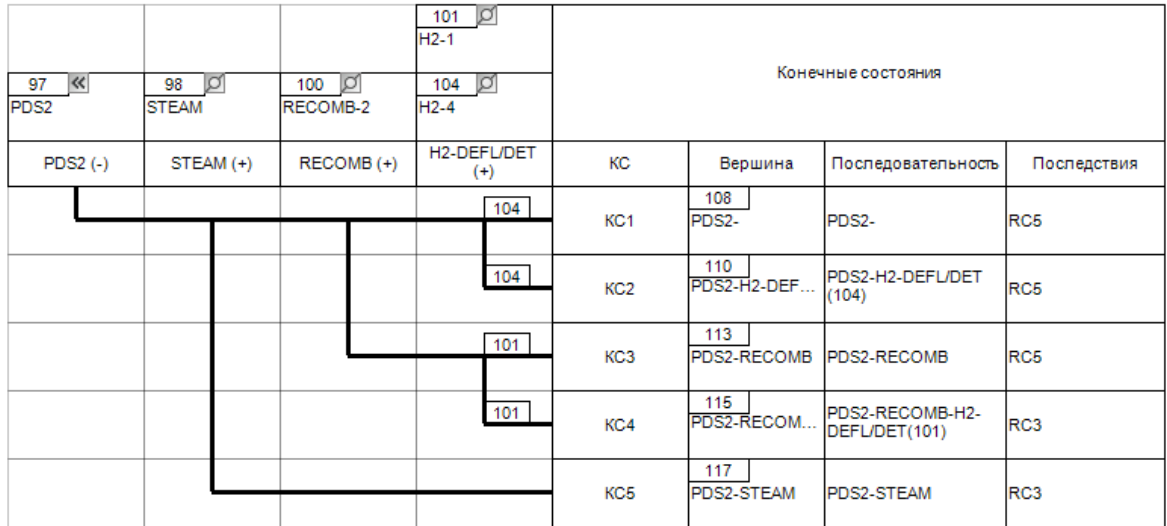 101
H2-1
Конечные состояния
97
PDS2
98
STEAM
100
RECOMB-2
104
H2-4
PDS2 (-)
STEAM (+)
RECOMB (+)
H2-DEFL/DET
(+)
КС
Вершина
Последовательность
Последствия
104
КС1
108
PDS2-
PDS2-
RC5
104
КС2
110
PDS2-H2-DEF...
PDS2-H2-DEFL/DET
(104)
RC5
101
КС3
113
PDS2-RECOMB
PDS2-RECOMB
RC5
101
КС4
115
PDS2-RECOM...
PDS2-RECOMB-H2-
DEFL/DET(101)
RC3
КС5
117
PDS2-STEAM
PDS2-STEAM
RC3